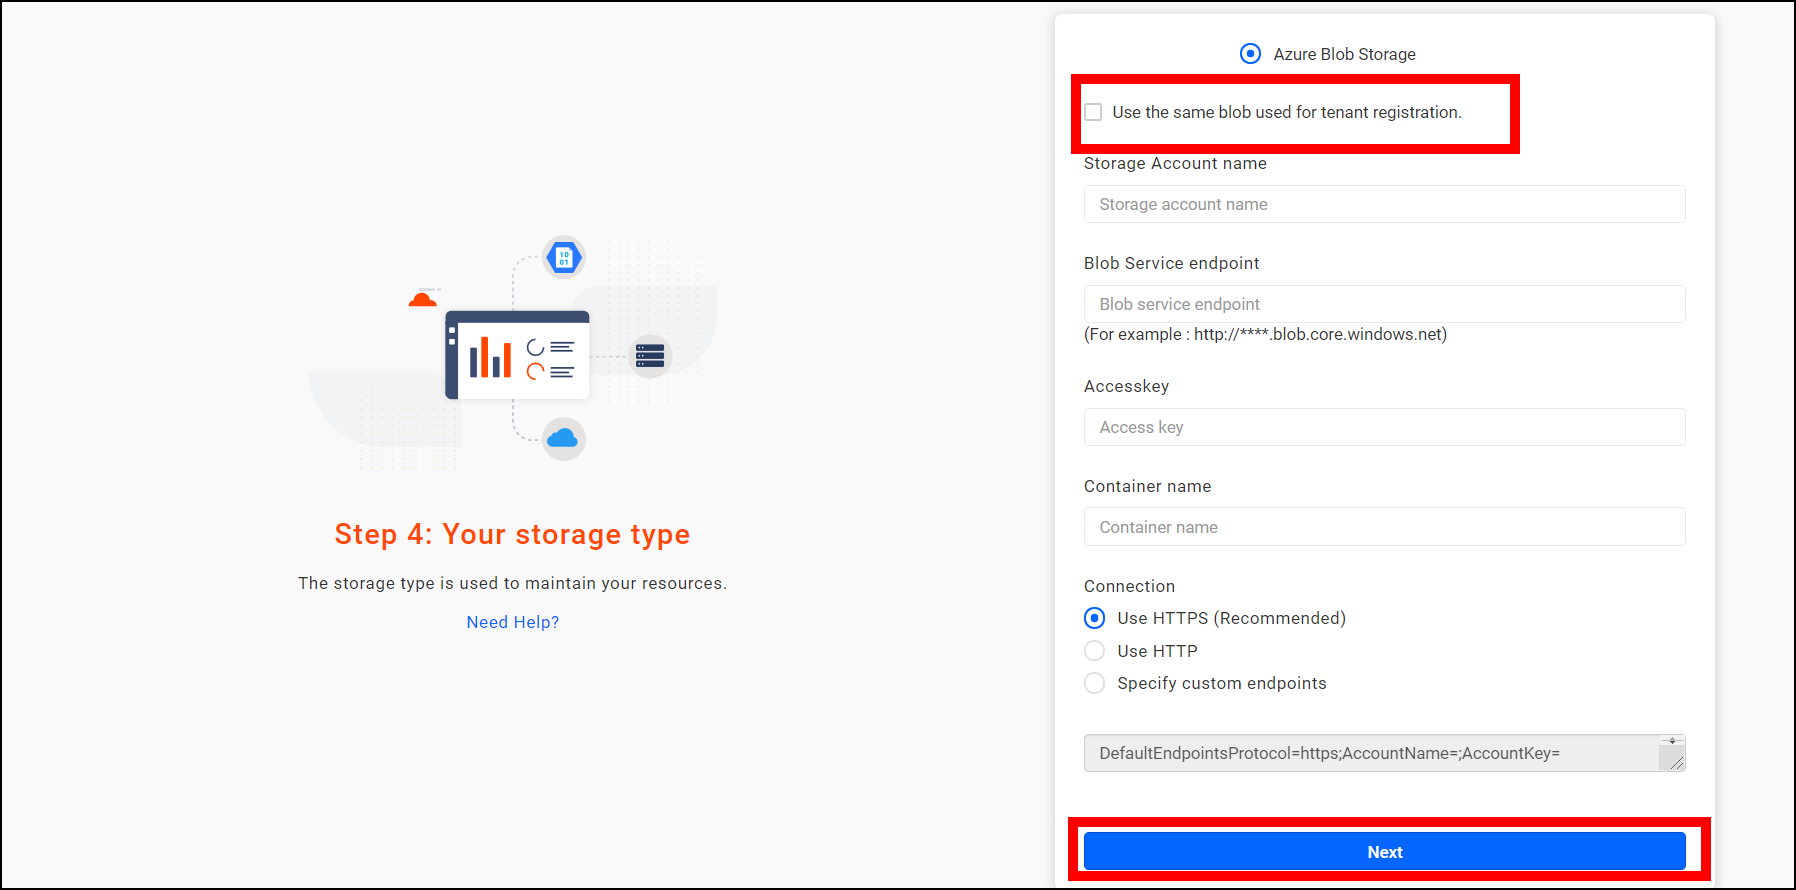 10
01
Step 4: Your storage type
The storage type is used to maintain your resources.
Need Help?
Azure Blob Storage
Use the same blob used for tenant registration.
Storage Account name
Storage account name
Blob Service endpoint
Blob service endpoint
(For example : http://****.blob.core.windows.net)
Accesskey
Access key
Container name
Container name
Connection
Use HTTPS (Recommended)
Use HTTP
Specify custom endpoints
DefaultEndpointsProtocol=https;AccountName=;AccountKey=
Next